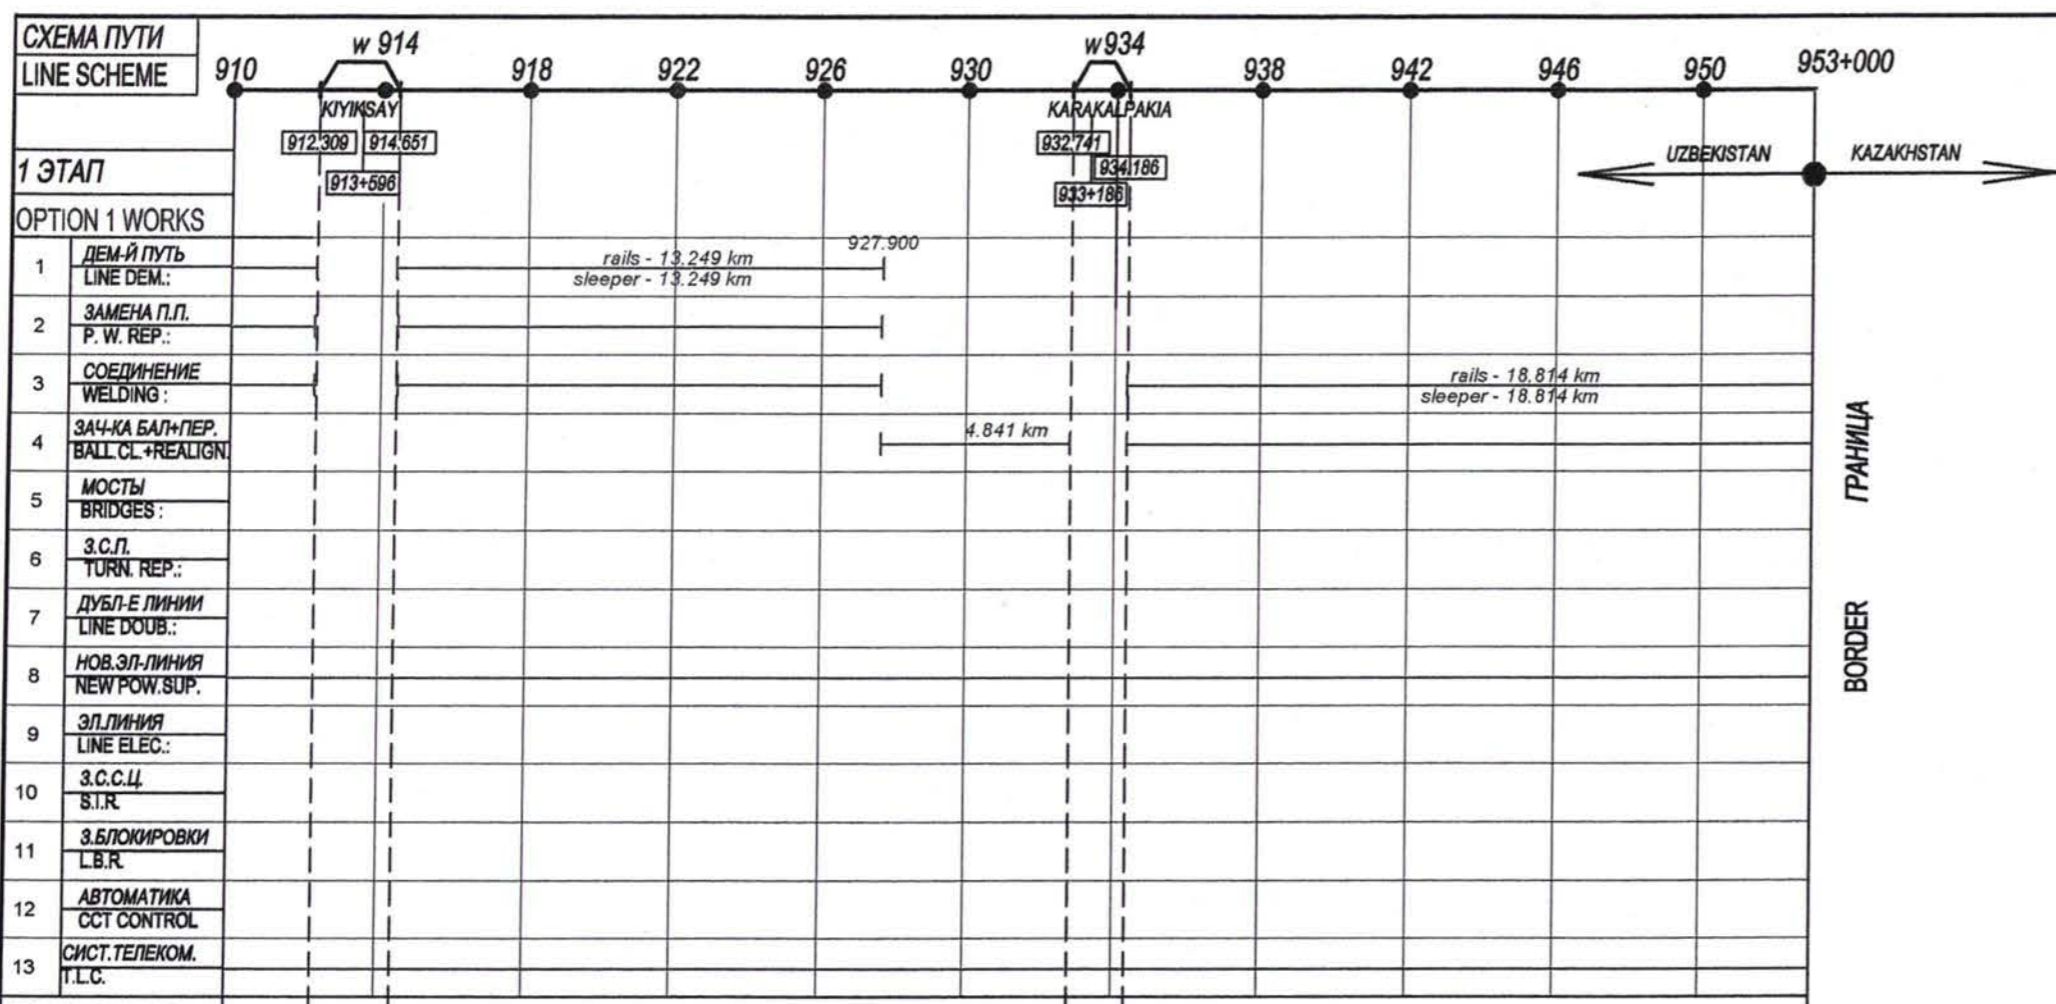 СХЕМА ПУТИ
LINE SCHEME
w 914
w 934
910 918 922 926 930 938 942 946 950 953+000
KIYIKSAY
KARAKALPAKIA
912.309 914.651
913+596
932.741
934.186
933+186
UZBEKISTAN KAZAKHSTAN
1 ЭТАП
OPTION 1 WORKS
1 ДЕМ-Й ПУТЬ
LINE DEM.:
rails - 13.249 km
sleeper - 13.249 km
927.900
2 ЗАМЕНА П.П.
P. W. REP.:
3 СОЕДИНЕНИЕ
WELDING :
rails - 18.814 km
sleeper - 18.814 km
4 ЗАЧ-КА БАЛ+ПЕР.
BALL.CL.+REALIGN.
4.841 km
5 МОСТЫ
BRIDGES :
6 З.С.П.
TURN. REP.:
7 ДУБЛ-Е ЛИНИИ
LINE DOUB.:
8 НОВ.ЭЛ-ЛИНИЯ
NEW POW.SUP.
9 ЭЛ.ЛИНИЯ
LINE ELEC.:
10 З.С.С.Ц.
S.I.R.
11 З.БЛОКИРОВКИ
L.B.R.
12 АВТОМАТИКА
CCT CONTROL
13 СИСТ.ТЕЛЕКОМ.
T.L.C.
ГРАНИЦА
BORDER